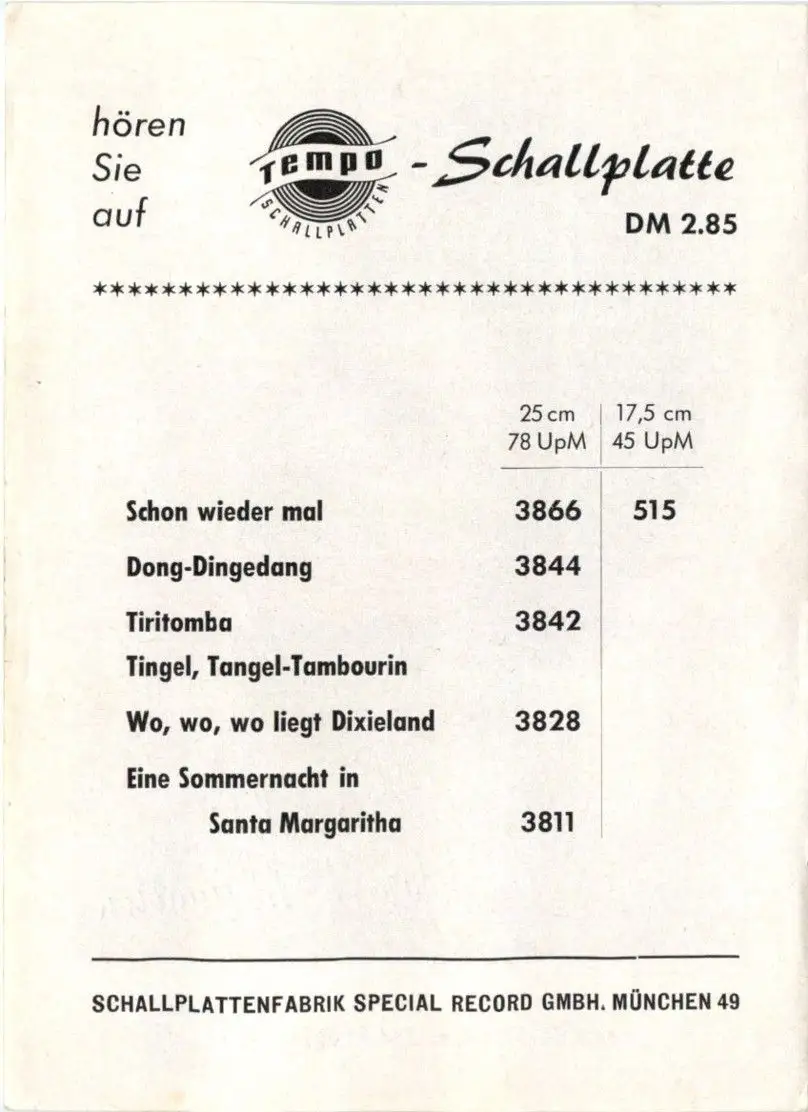 hören
Sie
auf
Tempo
SCHALLPLATTEN
-Schallplatte
DM 2.85
**************************************
25 cm | 17,5 cm
78 UpM | 45 UpM
Schon wieder mal 3866 515
Dong-Dingedang 3844
Tiritomba 3842
Tingel, Tangel-Tambourin
Wo, wo, wo liegt Dixieland 3828
Eine Sommernacht in
Santa Margaritha 3811
SCHALLPLATTENFABRIK SPECIAL RECORD GMBH. MÜNCHEN 49